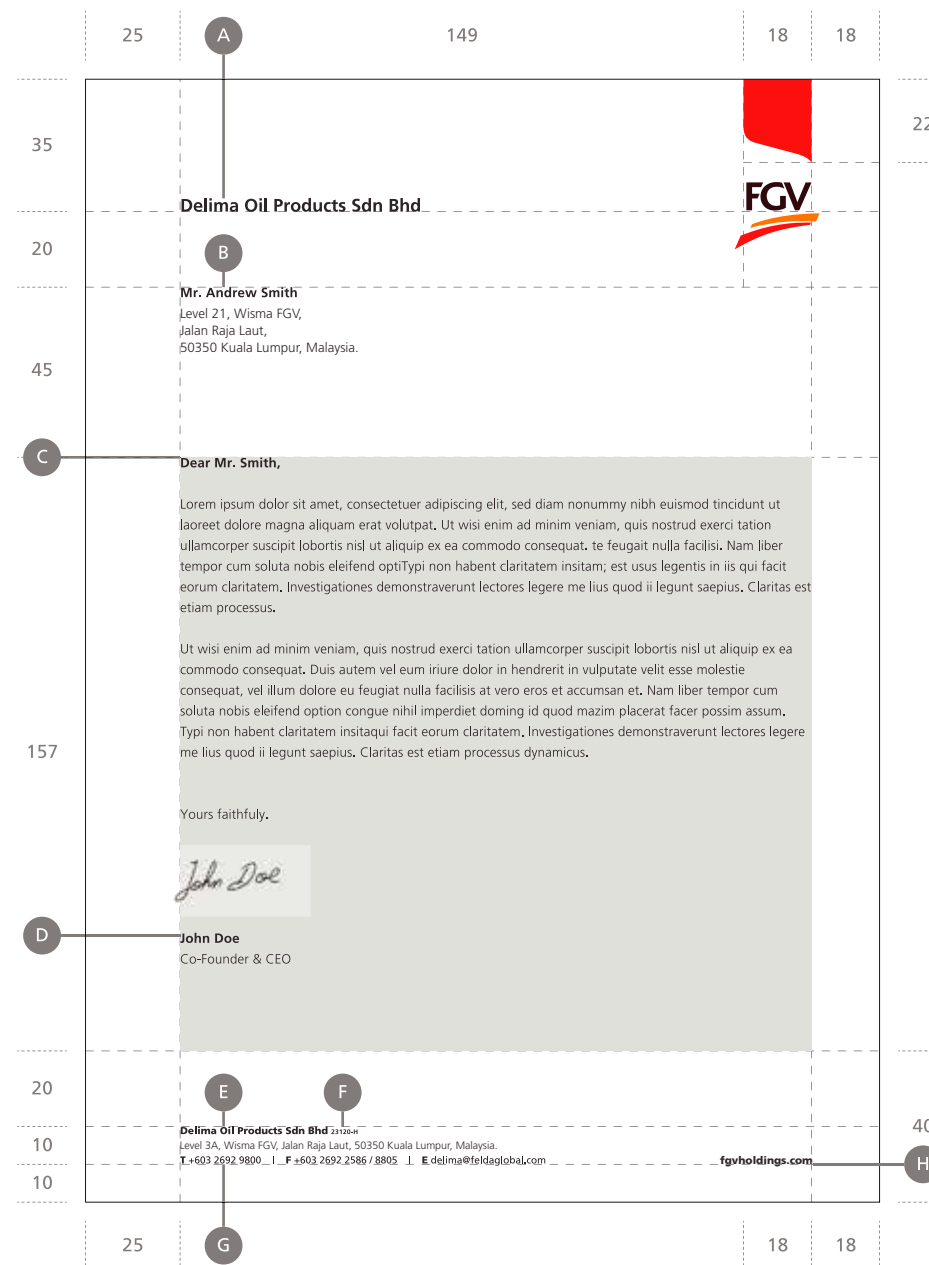 25 A 149 18 18
35
22
FGV
Delima Oil Products Sdn Bhd
20
B
Mr. Andrew Smith
Level 21, Wisma FGV,
Jalan Raja Laut,
50350 Kuala Lumpur, Malaysia.
45
C
Dear Mr. Smith,
Lorem ipsum dolor sit amet, consectetuer adipiscing elit, sed diam nonummy nibh euismod tincidunt ut
laoreet dolore magna aliquam erat volutpat. Ut wisi enim ad minim veniam, quis nostrud exerci tation
ullamcorper suscipit lobortis nisl ut aliquip ex ea commodo consequat. te feugait nulla facilisi. Nam liber
tempor cum soluta nobis eleifend optiTypi non habent claritatem insitam; est usus legentis in iis qui facit
eorum claritatem. Investigationes demonstraverunt lectores legere me lius quod ii legunt saepius. Claritas est
etiam processus.
Ut wisi enim ad minim veniam, quis nostrud exerci tation ullamcorper suscipit lobortis nisl ut aliquip ex ea
commodo consequat. Duis autem vel eum iriure dolor in hendrerit in vulputate velit esse molestie
consequat, vel illum dolore eu feugiat nulla facilisis at vero eros et accumsan et. Nam liber tempor cum
soluta nobis eleifend option congue nihil imperdiet doming id quod mazim placerat facer possim assum.
Typi non habent claritatem insitaqui facit eorum claritatem. Investigationes demonstraverunt lectores legere
me lius quod ii legunt saepius. Claritas est etiam processus dynamicus.
157
Yours faithfuly.
John Doe
D
John Doe
Co-Founder & CEO
20
E F
Delima Oil Products Sdn Bhd 23120-H
40
10
Level 3A, Wisma FGV, Jalan Raja Laut, 50350 Kuala Lumpur, Malaysia.
T +603 2692 9800 | F +603 2692 2586 / 8805 | E delima@feldaglobal.com fgvholdings.com
H
10
25 G 18 18